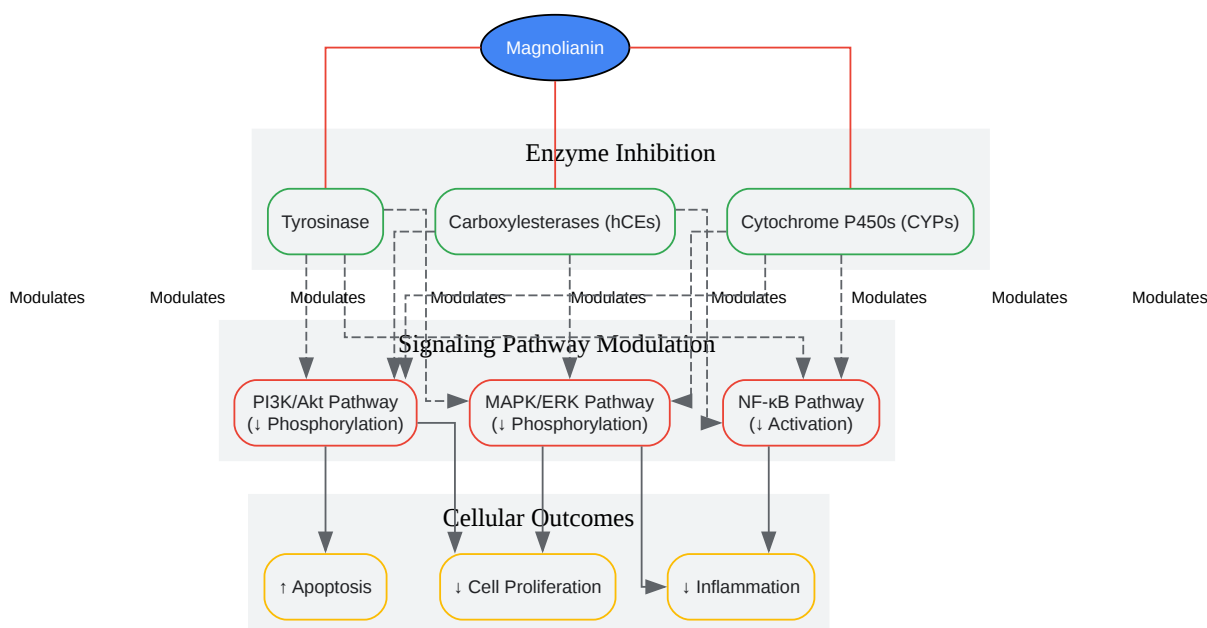 Magnolianin
Enzyme Inhibition
Tyrosinase
Carboxylesterases (hCEs)
Cytochrome P450s (CYPs)
Modulates
Modulates
Modulates
Modulates
Modulates
Modulates
Modulates
Modulates
Modulates
Signaling Pathway Modulation
PI3K/Akt Pathway
(↓ Phosphorylation)
MAPK/ERK Pathway
(↓ Phosphorylation)
NF-κB Pathway
(↓ Activation)
Cellular Outcomes
↑ Apoptosis
↓ Cell Proliferation
↓ Inflammation